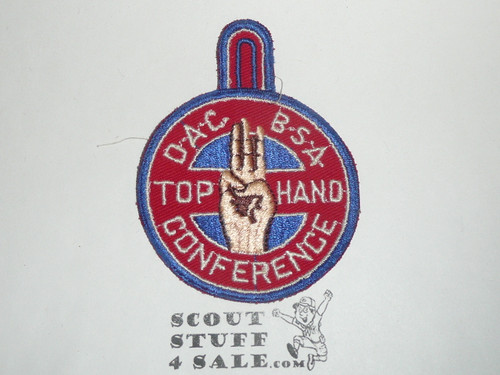 D-A-C B-S-A
TOP HAND
CONFERENCE
SCOUT
STUFF
4 SALE.COM